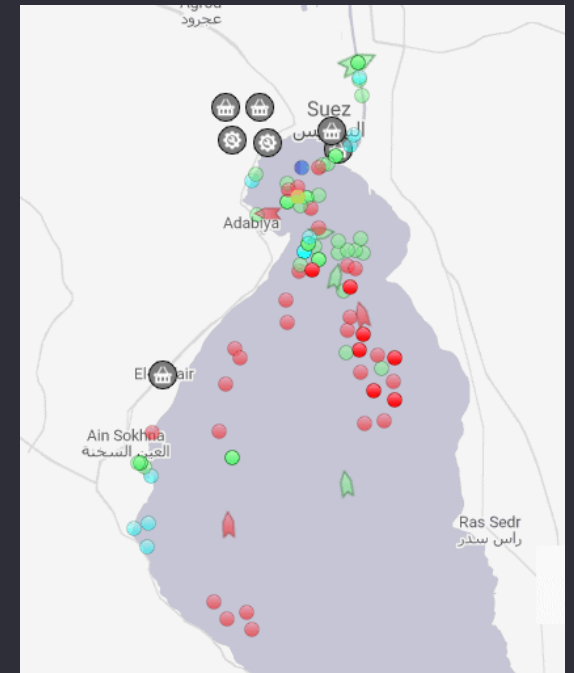 عجرود
Suez
Adabiya
Ain Sokhna
العين السخنة
Ras Sedr
راس سدر